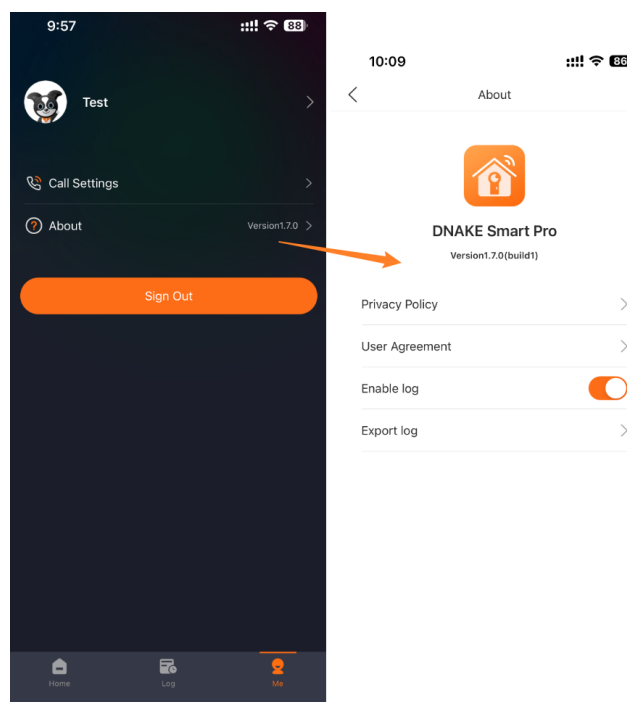 9:57
88
Test
Call Settings
About
Version1.7.0
Sign Out
Home
Log
Me
10:09
86
About
DNAKE Smart Pro
Version1.7.0(build1)
Privacy Policy
User Agreement
Enable log
Export log